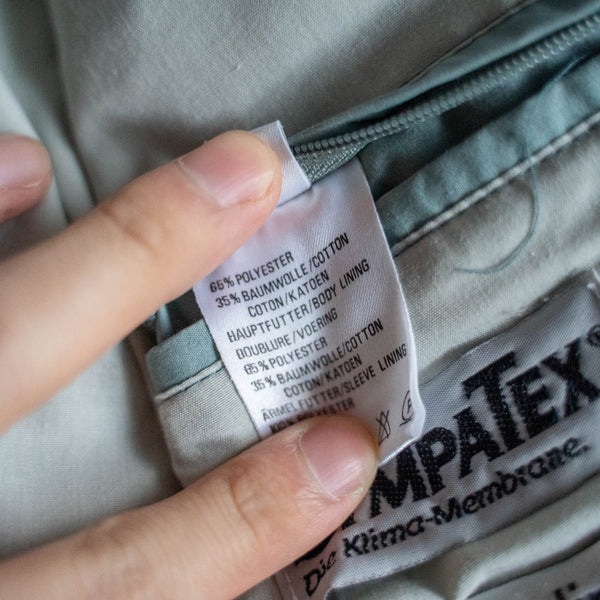 65% POLYESTER
35% BAUMWOLLE/COTTON
COTON/KATOEN
HAUPTFUTTER/BODY LINING
DOUBLURE/VOERING
65% POLYESTER
35% BAUMWOLLE/COTTON
COTON/KATOEN
ÄRMELFUTTER/SLEEVE LINING
P
SYMPATEX®
Die Klima-Membrane.